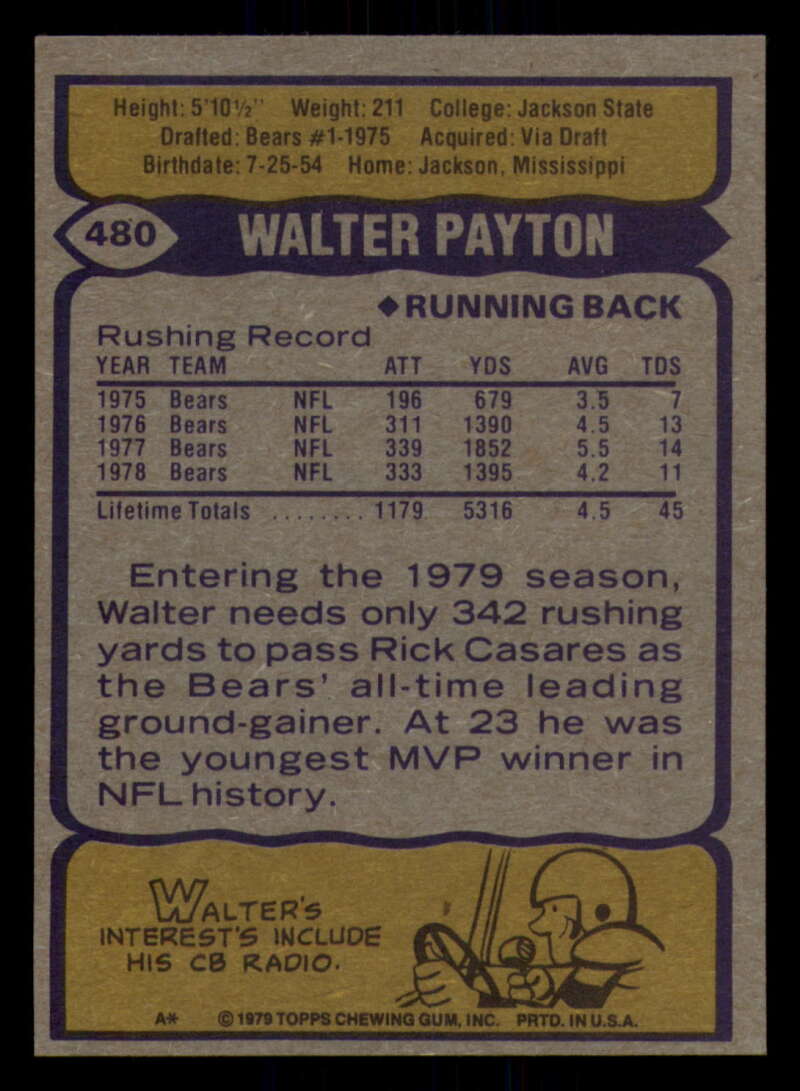 Height: 5'10½" Weight: 211 College: Jackson State
Drafted: Bears #1-1975 Acquired: Via Draft
Birthdate: 7-25-54 Home: Jackson, Mississippi
480 WALTER PAYTON
◆RUNNING BACK
Rushing Record
YEAR TEAM ATT YDS AVG TDS
1975 Bears NFL 196 679 3.5 7
1976 Bears NFL 311 1390 4.5 13
1977 Bears NFL 339 1852 5.5 14
1978 Bears NFL 333 1395 4.2 11
Lifetime Totals ........ 1179 5316 4.5 45
Entering the 1979 season,
Walter needs only 342 rushing
yards to pass Rick Casares as
the Bears' all-time leading
ground-gainer. At 23 he was
the youngest MVP winner in
NFL history.
WALTER'S
INTEREST'S INCLUDE
HIS CB RADIO.
A* © 1979 TOPPS CHEWING GUM, INC. PRTD. IN U.S.A.